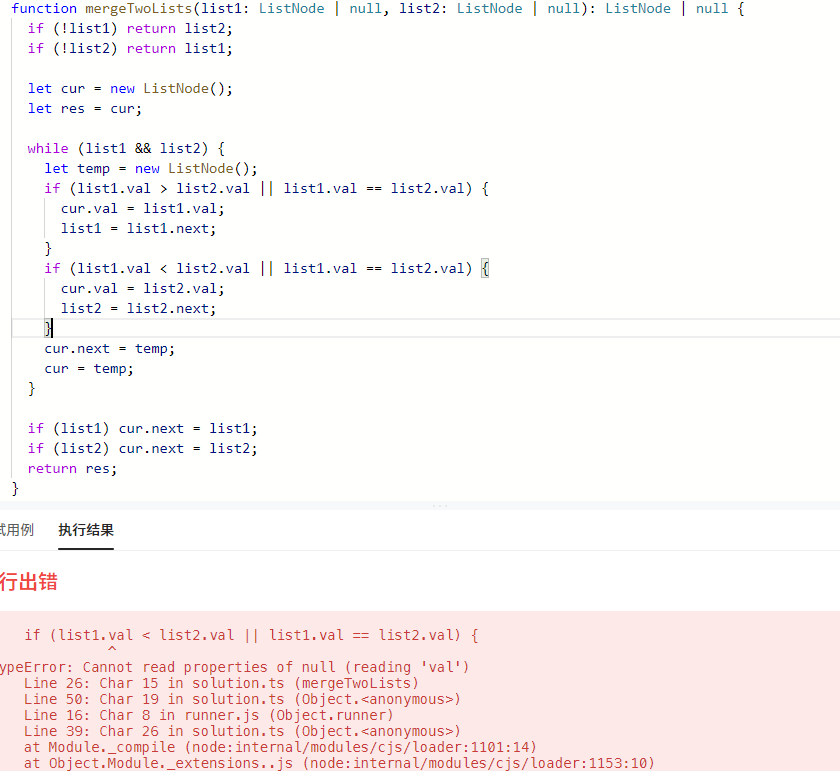 function mergeTwoLists(list1: ListNode | null, list2: ListNode | null): ListNode | null {
if (!list1) return list2;
if (!list2) return list1;
let cur = new ListNode();
let res = cur;
while (list1 && list2) {
let temp = new ListNode();
if (list1.val > list2.val || list1.val == list2.val) {
cur.val = list1.val;
list1 = list1.next;
}
if (list1.val < list2.val || list1.val == list2.val) {
cur.val = list2.val;
list2 = list2.next;
}
cur.next = temp;
cur = temp;
}
if (list1) cur.next = list1;
if (list2) cur.next = list2;
return res;
}
试用例 执行结果
行出错
if (list1.val < list2.val || list1.val == list2.val) {
^
ypeError: Cannot read properties of null (reading 'val')
Line 26: Char 15 in solution.ts (mergeTwoLists)
Line 50: Char 19 in solution.ts (Object.<anonymous>)
Line 16: Char 8 in runner.js (Object.runner)
Line 39: Char 26 in solution.ts (Object.<anonymous>)
at Module._compile (node:internal/modules/cjs/loader:1101:14)
at Object.Module._extensions..js (node:internal/modules/cjs/loader:1153:10)